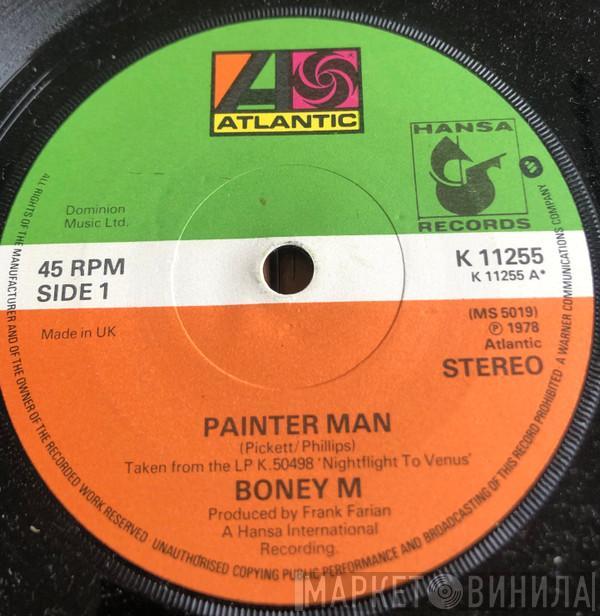 ATLANTIC
HANSA
RECORDS
Dominion
Music Ltd.
45 RPM
SIDE 1
K 11255
K 11255 A*
Made in UK
(MS 5019)
℗ 1978
Atlantic
STEREO
PAINTER MAN
(Pickett/Phillips)
Taken from the LP K.50498 'Nightflight To Venus'
BONEY M
Produced by Frank Farian
A Hansa International
Recording.
ALL RIGHTS OF THE MANUFACTURER AND OF THE OWNER OF THE RECORDED WORK RESERVED UNAUTHORISED COPYING PUBLIC PERFORMANCE AND BROADCASTING OF THIS RECORD PROHIBITED A WARNER COMMUNICATIONS COMPANY
МАРКЕТ ВИНИЛА